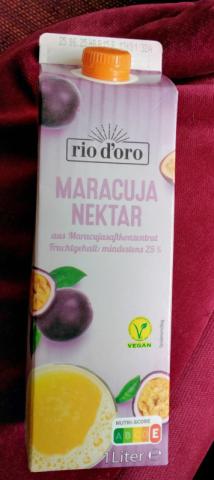 rio d'oro
MARACUJA
NEKTAR
aus Maracujasaftkonzentrat
Fruchtgehalt: mindestens 25 %
VEGAN
NUTRI-SCORE
A B C D E
1 Liter e